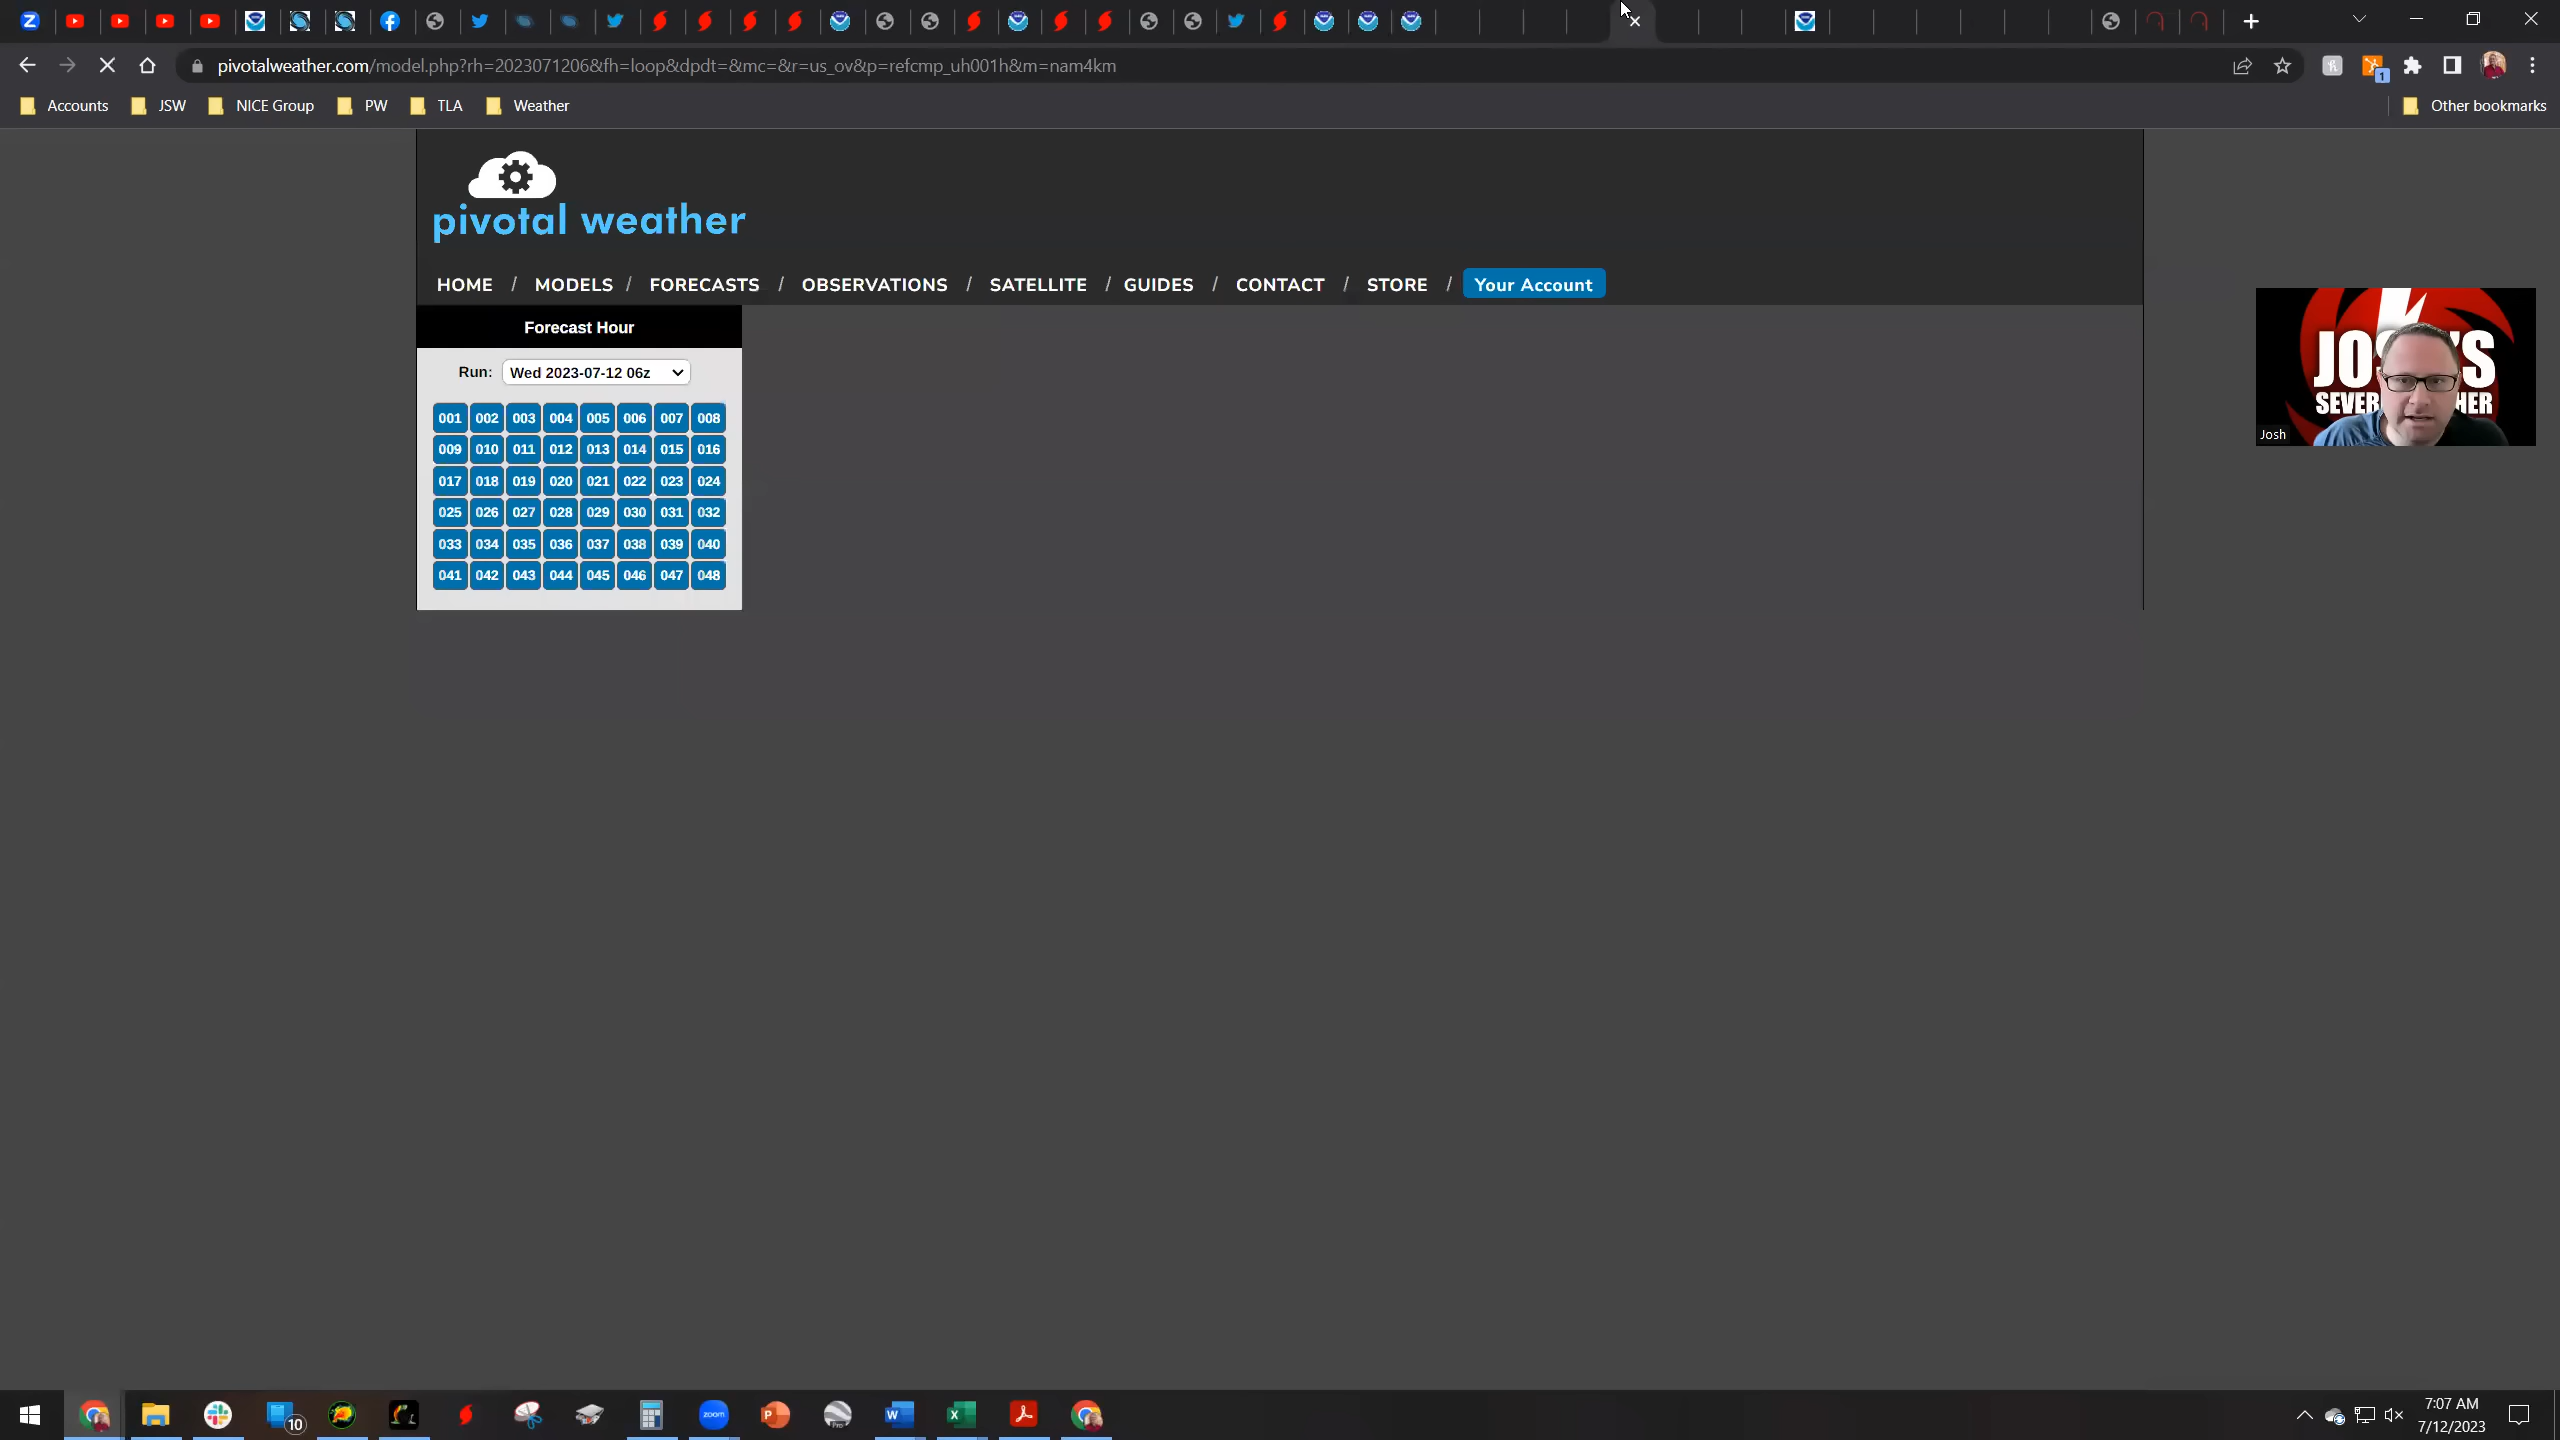 pivotalweather.com/model.php?rh=2023071206&fh=loop&dpdt=&mc=&r=us_ov&p=refcmp_uh001h&m=nam4km
1
Accounts JSW NICE Group PW TLA Weather Other bookmarks
pivotal weather
HOME / MODELS / FORECASTS / OBSERVATIONS / SATELLITE / GUIDES / CONTACT / STORE / Your Account
Forecast Hour
Run: Wed 2023-07-12 06z
001 002 003 004 005 006 007 008
009 010 011 012 013 014 015 016
017 018 019 020 021 022 023 024
025 026 027 028 029 030 031 032
033 034 035 036 037 038 039 040
041 042 043 044 045 046 047 048
Josh
10
zoom
7:07 AM
7/12/2023